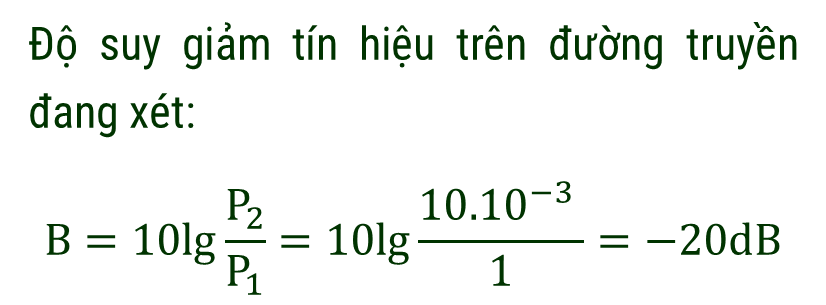 Độ suy giảm tín hiệu trên đường truyền
đang xét:
B = 10lg P₂/P₁ = 10lg 10.10⁻³/1 = −20dB